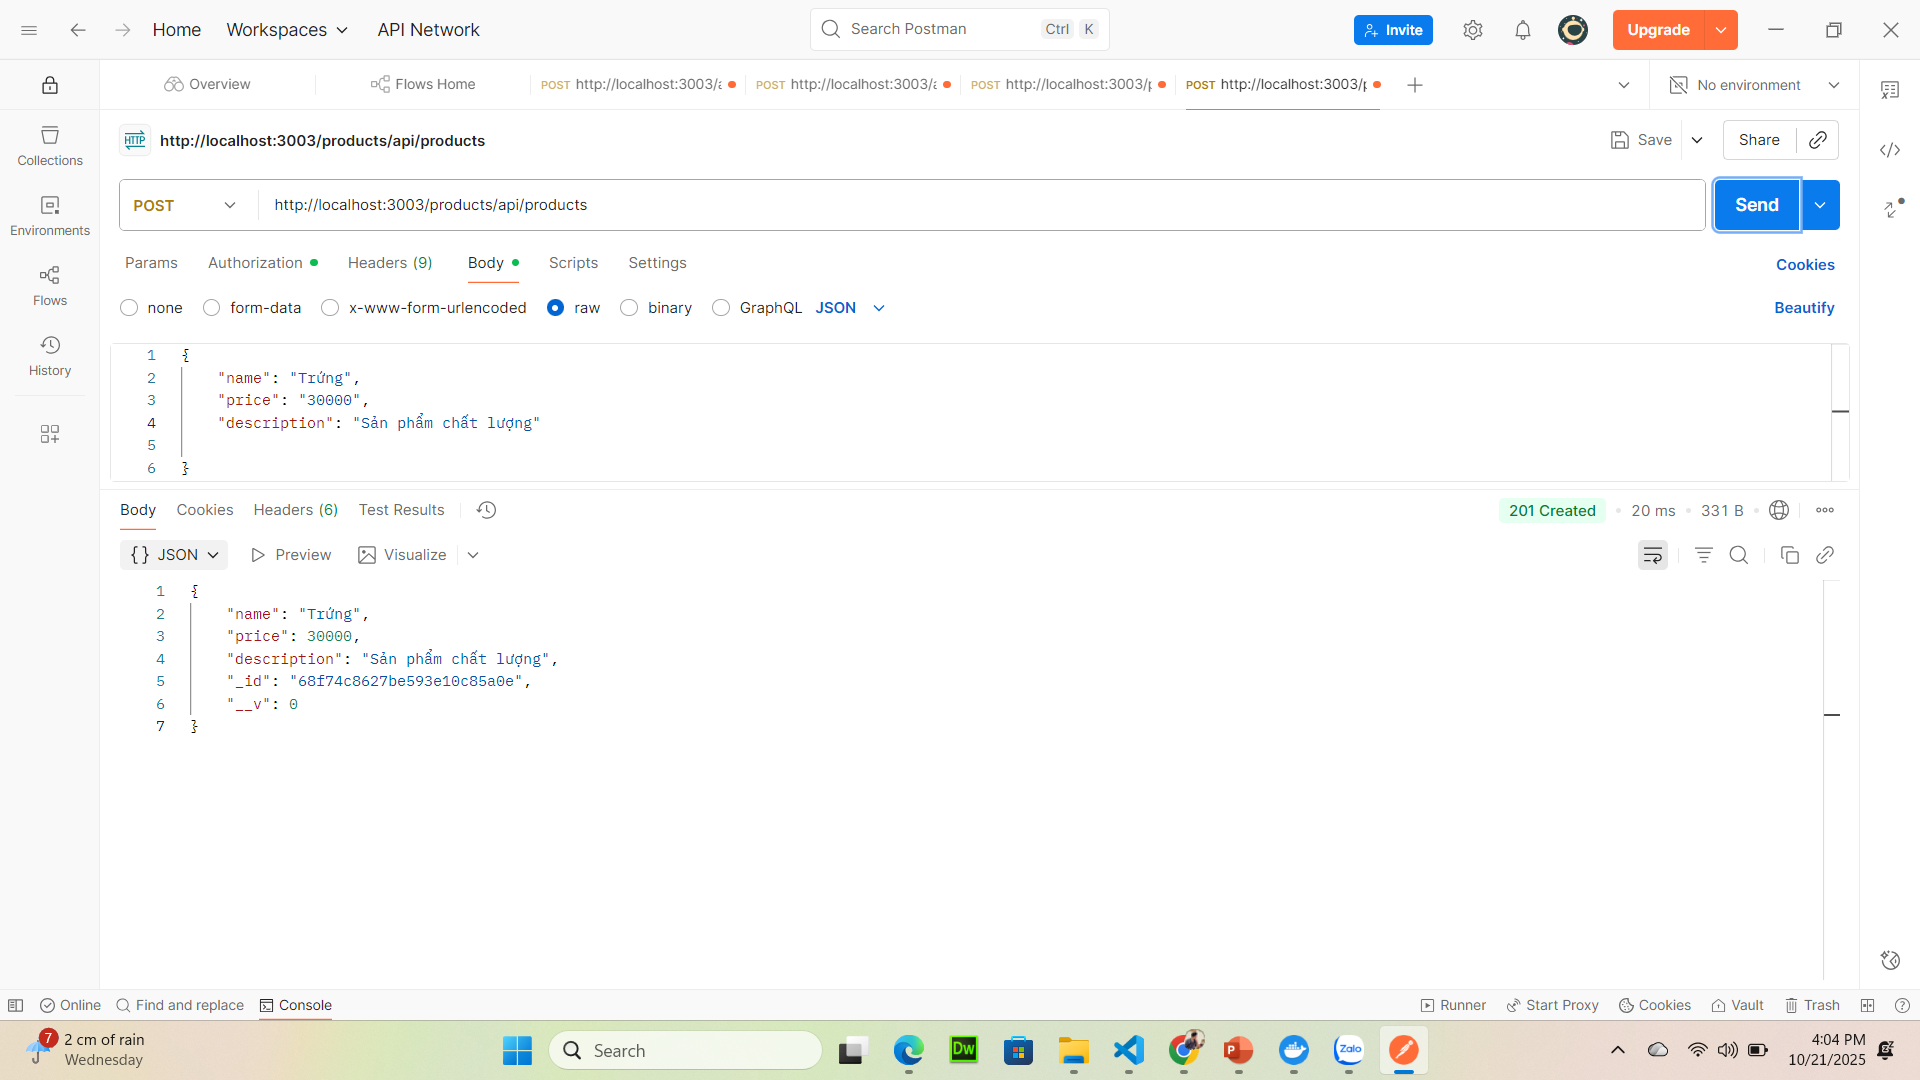 Home
Workspaces
API Network
Search Postman
Ctrl
K
Invite
Upgrade
Overview
Flows Home
POST http://localhost:3003/
POST http://localhost:3003/
POST http://localhost:3003/
POST http://localhost:3003/
No environment
Collections
Environments
Flows
History
HTTP
http://localhost:3003/products/api/products
Save
Share
POST
http://localhost:3003/products/api/products
Send
Params
Authorization
Headers (9)
Body
Scripts
Settings
Cookies
none
form-data
x-www-form-urlencoded
raw
binary
GraphQL
JSON
Beautify
1 {
2 "name": "Trứng",
3 "price": "30000",
4 "description": "Sản phẩm chất lượng"
5
6 }
Body
Cookies
Headers (6)
Test Results
201 Created
20 ms
331 B
{} JSON
Preview
Visualize
1 {
2 "name": "Trứng",
3 "price": 30000,
4 "description": "Sản phẩm chất lượng",
5 "_id": "68f74c8627be593e10c85a0e",
6 "__v": 0
7 }
Online
Find and replace
Console
Runner
Start Proxy
Cookies
Vault
Trash
7
2 cm of rain
Wednesday
Search
Dw
P
Zalo
4:04 PM
10/21/2025